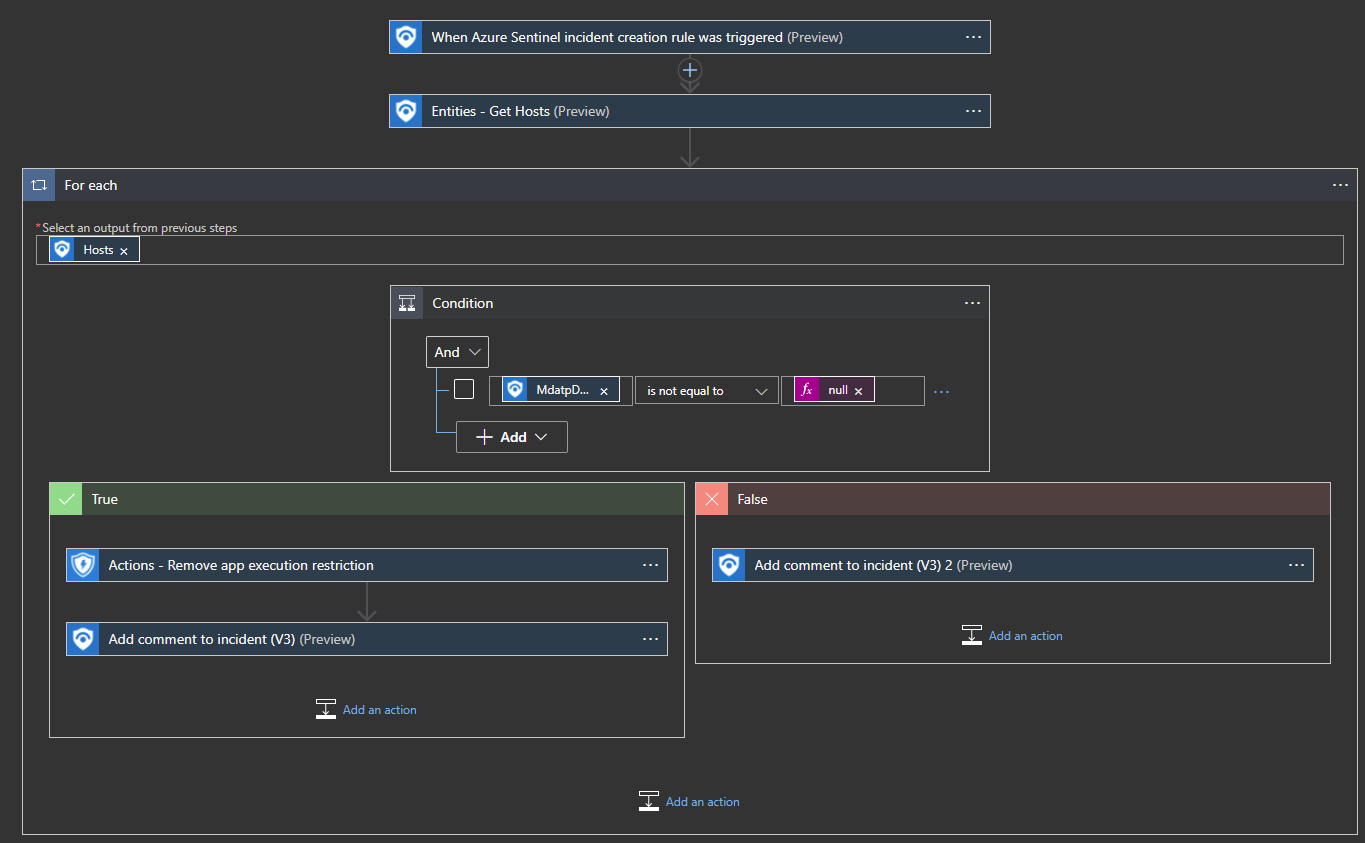 When Azure Sentinel incident creation rule was triggered (Preview)
Entities - Get Hosts (Preview)
For each
*Select an output from previous steps
Hosts
Condition
And
MdatpD... is not equal to fx null
Add
True
Actions - Remove app execution restriction
Add comment to incident (V3) (Preview)
Add an action
False
Add comment to incident (V3) 2 (Preview)
Add an action
Add an action